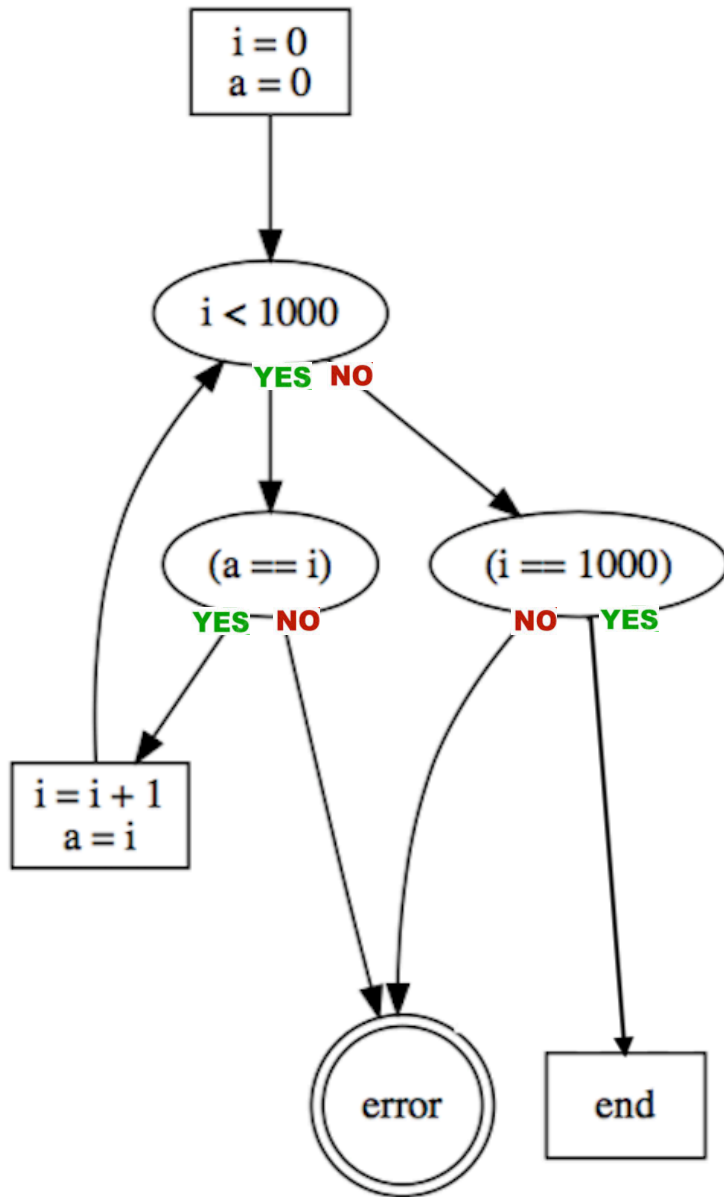 i = 0
a = 0
i < 1000
YES NO
(a == i)
(i == 1000)
YES NO
NO YES
i = i + 1
a = i
error
end